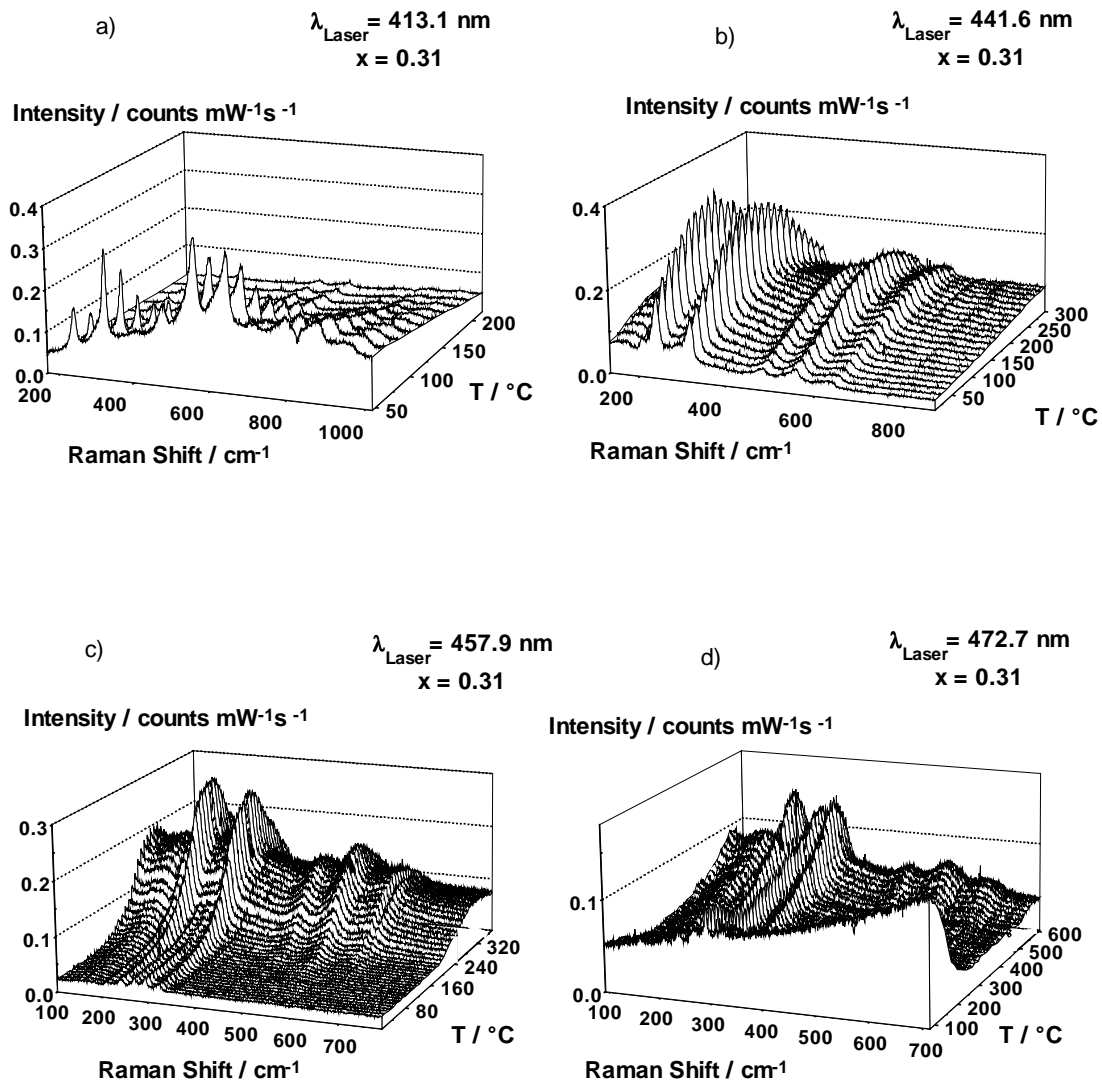 a)
λLaser = 413.1 nm
x = 0.31
Intensity / counts mW-1s -1
0.4
0.3
0.2
0.1
0.0
200
400
600
800
1000
50
100
150
200
T / °C
Raman Shift / cm-1
b)
λLaser = 441.6 nm
x = 0.31
Intensity / counts mW-1s -1
0.4
0.2
0.0
200
400
600
800
50
100
150
200
250
300
T / °C
Raman Shift / cm-1
c)
λLaser = 457.9 nm
x = 0.31
Intensity / counts mW-1s -1
0.3
0.2
0.1
0.0
100
200
300
400
500
600
700
80
160
240
320
T / °C
Raman Shift / cm-1
d)
λLaser = 472.7 nm
x = 0.31
Intensity / counts mW-1s -1
0.1
0.0
100
200
300
400
500
600
700
100
200
300
400
500
600
T / °C
Raman Shift / cm-1